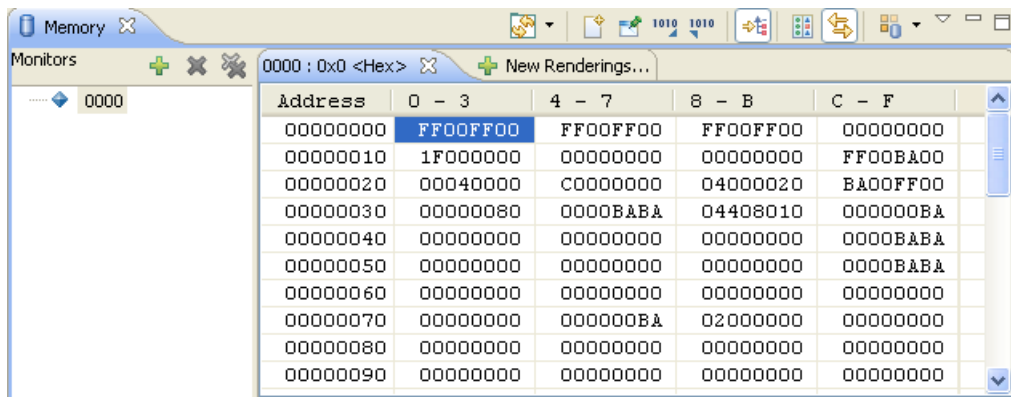 Memory
1010 1010
Monitors
0000 : 0x0 <Hex> New Renderings...
0000
Address 0 - 3 4 - 7 8 - B C - F
00000000 FF00FF00 FF00FF00 FF00FF00 00000000
00000010 1F000000 00000000 00000000 FF00BA00
00000020 00040000 C0000000 04000020 BA00FF00
00000030 00000080 0000BABA 04408010 000000BA
00000040 00000000 00000000 00000000 0000BABA
00000050 00000000 00000000 00000000 0000BABA
00000060 00000000 00000000 00000000 00000000
00000070 00000000 000000BA 02000000 00000000
00000080 00000000 00000000 00000000 00000000
00000090 00000000 00000000 00000000 00000000